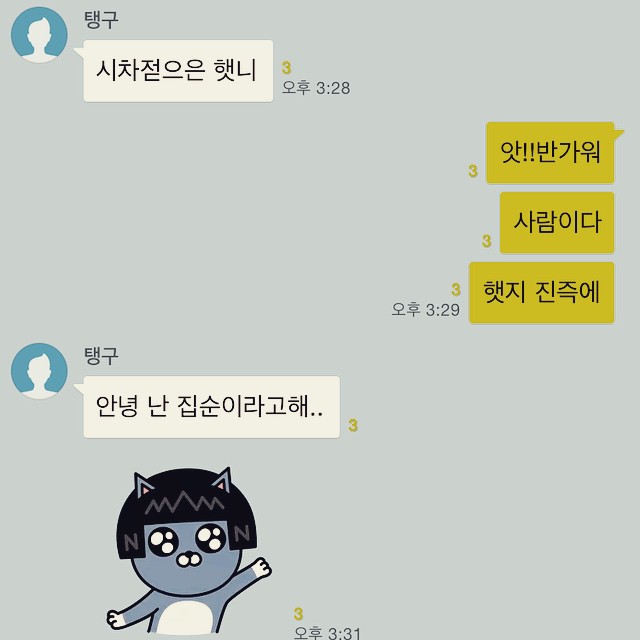 탱구
시차젇으은 햇니
3
오후 3:28
앗!!반가워
3
사람이다
3
햇지 진즉에
3
오후 3:29
탱구
안녕 난 집순이라고해..
3
N N
3
오후 3:31